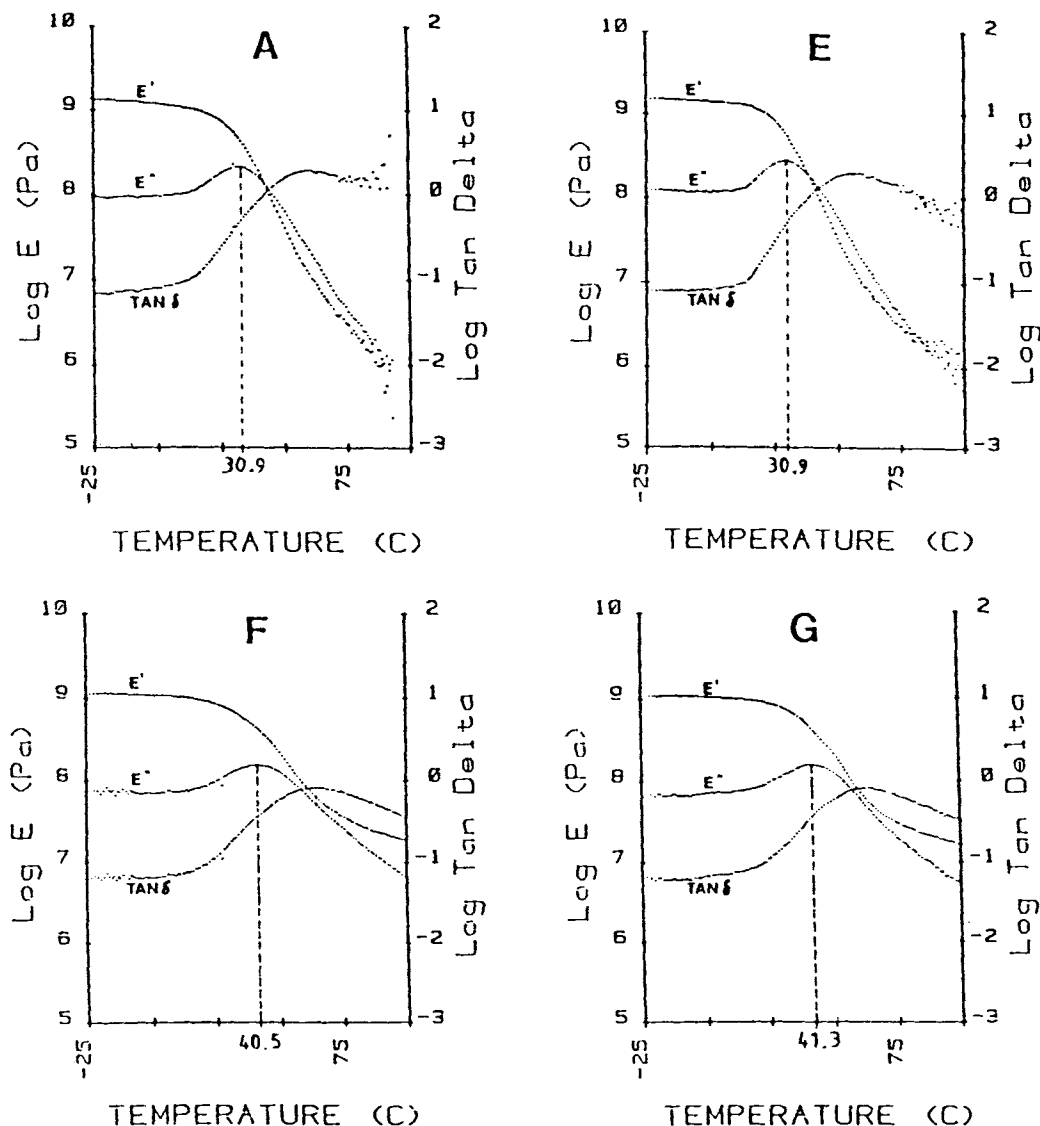 A
10
9
8
7
6
5
Log E (Pa)
2
1
0
-1
-2
-3
Log Tan Delta
E'
E"
TAN δ
-25
30.9
75
TEMPERATURE (C)
E
10
9
8
7
6
5
Log E (Pa)
2
1
0
-1
-2
-3
Log Tan Delta
E'
E"
TAN δ
-25
30.9
75
TEMPERATURE (C)
F
10
9
8
7
6
5
Log E (Pa)
2
1
0
-1
-2
-3
Log Tan Delta
E'
E"
TAN δ
-25
40.5
75
TEMPERATURE (C)
G
10
9
8
7
6
5
Log E (Pa)
2
1
0
-1
-2
-3
Log Tan Delta
E'
E"
TAN δ
-25
41.3
75
TEMPERATURE (C)